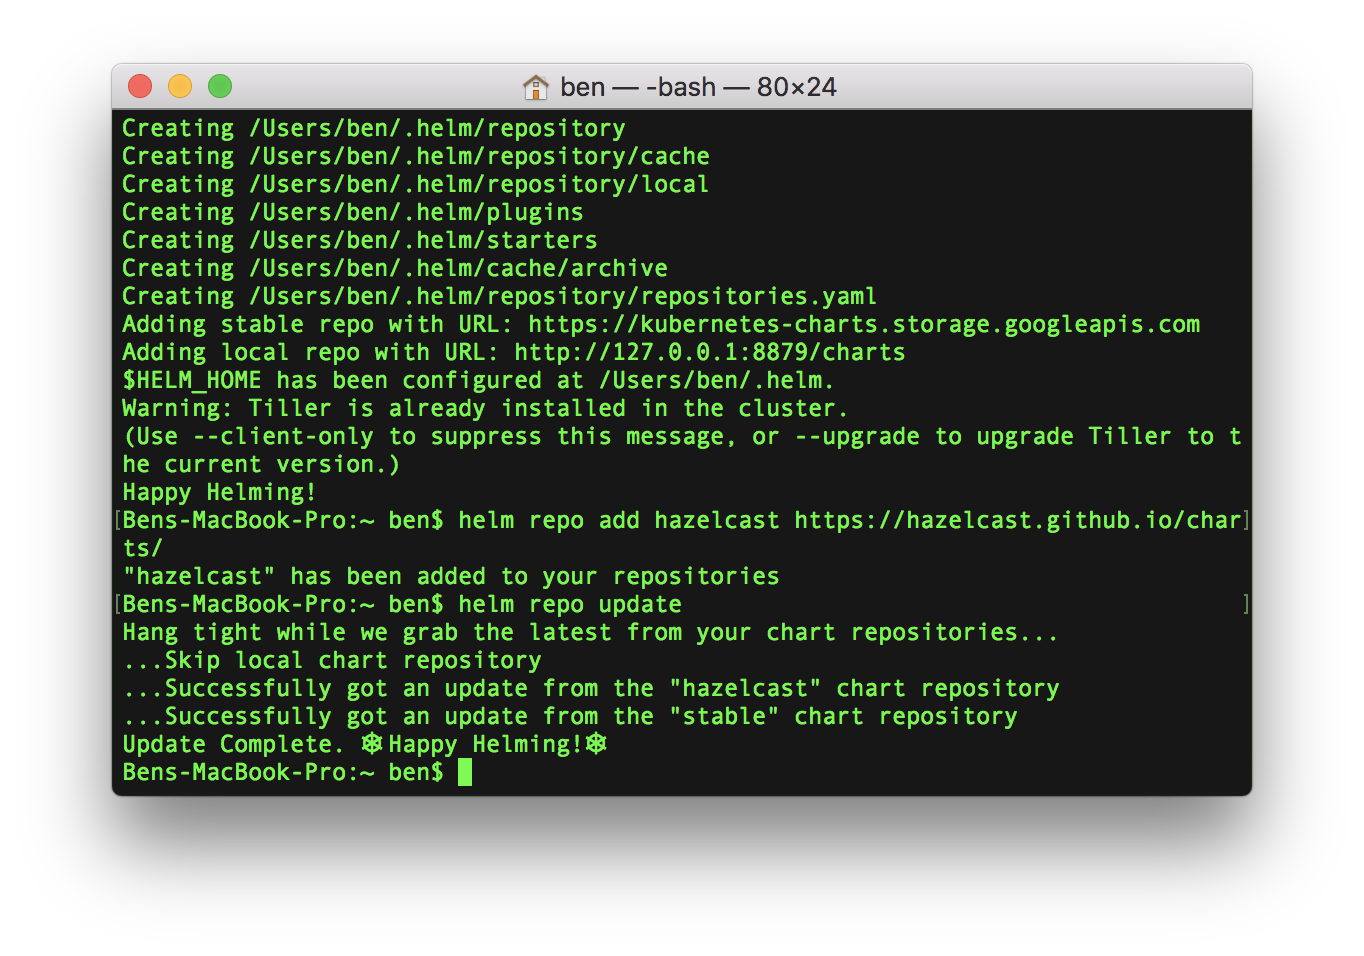 ben — -bash — 80×24
Creating /Users/ben/.helm/repository
Creating /Users/ben/.helm/repository/cache
Creating /Users/ben/.helm/repository/local
Creating /Users/ben/.helm/plugins
Creating /Users/ben/.helm/starters
Creating /Users/ben/.helm/cache/archive
Creating /Users/ben/.helm/repository/repositories.yaml
Adding stable repo with URL: https://kubernetes-charts.storage.googleapis.com
Adding local repo with URL: http://127.0.0.1:8879/charts
$HELM_HOME has been configured at /Users/ben/.helm.
Warning: Tiller is already installed in the cluster.
(Use --client-only to suppress this message, or --upgrade to upgrade Tiller to t
he current version.)
Happy Helming!
[Bens-MacBook-Pro:~ ben$ helm repo add hazelcast https://hazelcast.github.io/char]
ts/
"hazelcast" has been added to your repositories
[Bens-MacBook-Pro:~ ben$ helm repo update ]
Hang tight while we grab the latest from your chart repositories...
...Skip local chart repository
...Successfully got an update from the "hazelcast" chart repository
...Successfully got an update from the "stable" chart repository
Update Complete. ⎈ Happy Helming!⎈
Bens-MacBook-Pro:~ ben$